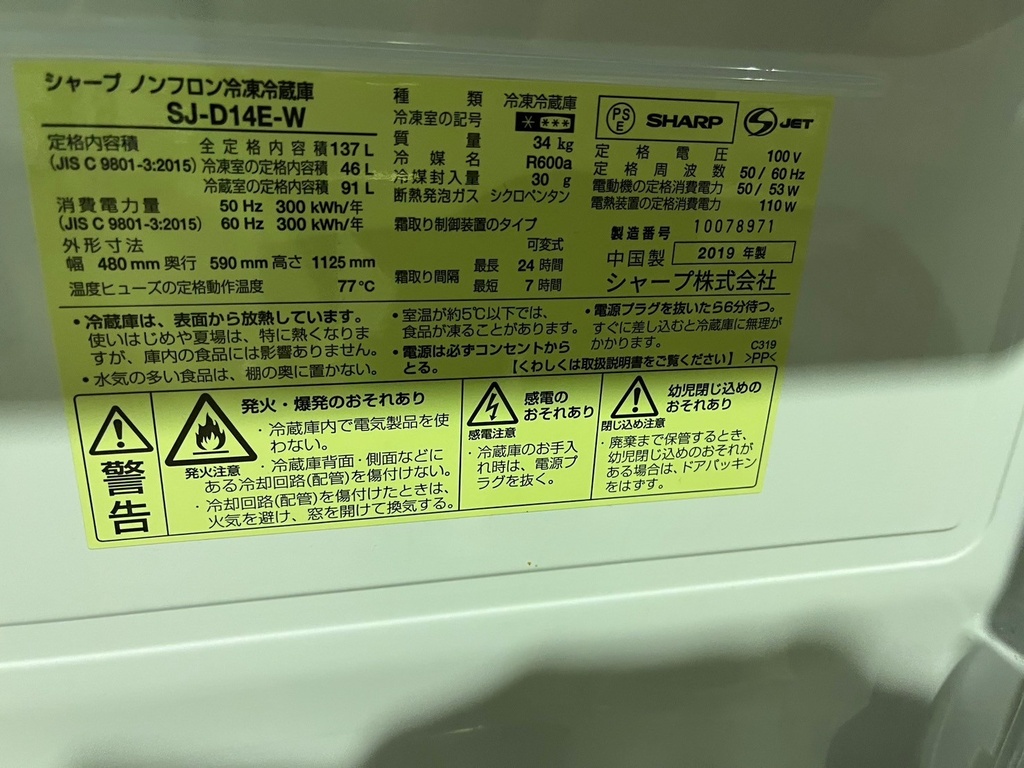 シャープ ノンフロン冷凍冷蔵庫
SJ-D14E-W
定格内容積 全定格内容積 137 L
(JIS C 9801-3:2015) 冷凍室の定格内容積 46 L
冷蔵室の定格内容積 91 L
消費電力量 50 Hz 300 kWh/年
(JIS C 9801-3:2015) 60 Hz 300 kWh/年
外形寸法
幅 480 mm 奥行 590 mm 高さ 1125 mm
温度ヒューズの定格動作温度 77℃
種類 冷凍冷蔵庫
冷凍室の記号 * ***
質量 34 kg
冷媒名 R600a
冷媒封入量 30 g
断熱発泡ガス シクロペンタン
霜取り制御装置のタイプ
可変式
霜取り間隔 最長 24 時間
最短 7 時間
PSE SHARP S JET
定格電圧 100 V
定格周波数 50 / 60 Hz
電動機の定格消費電力 50 / 53 W
電熱装置の定格消費電力 110 W
製造番号 10078971
中国製 2019 年製
シャープ株式会社
・冷蔵庫は、表面から放熱しています。
使いはじめや夏場は、特に熱くなりま
すが、庫内の食品には影響ありません。
・水気の多い食品は、棚の奥に置かない。
・室温が約5℃以下では、
食品が凍ることがあります。
・電源は必ずコンセントから
とる。
・電源プラグを抜いたら6分待つ。
すぐに差し込むと冷蔵庫に無理が
かかります。
C319
【くわしくは取扱説明書をご覧ください】 >PP<
警告
発火・爆発のおそれあり
発火注意
・冷蔵庫内で電気製品を使
わない。
・冷蔵庫背面・側面などに
ある冷却回路(配管)を傷付けない。
・冷却回路(配管)を傷付けたときは、
火気を避け、窓を開けて換気する。
感電の
おそれあり
感電注意
・冷蔵庫のお手入
れ時は、電源プ
ラグを抜く。
幼児閉じ込めの
おそれあり
閉じ込め注意
・廃棄まで保管するとき、
幼児閉じ込めのおそれが
ある場合は、ドアパッキン
をはずす。